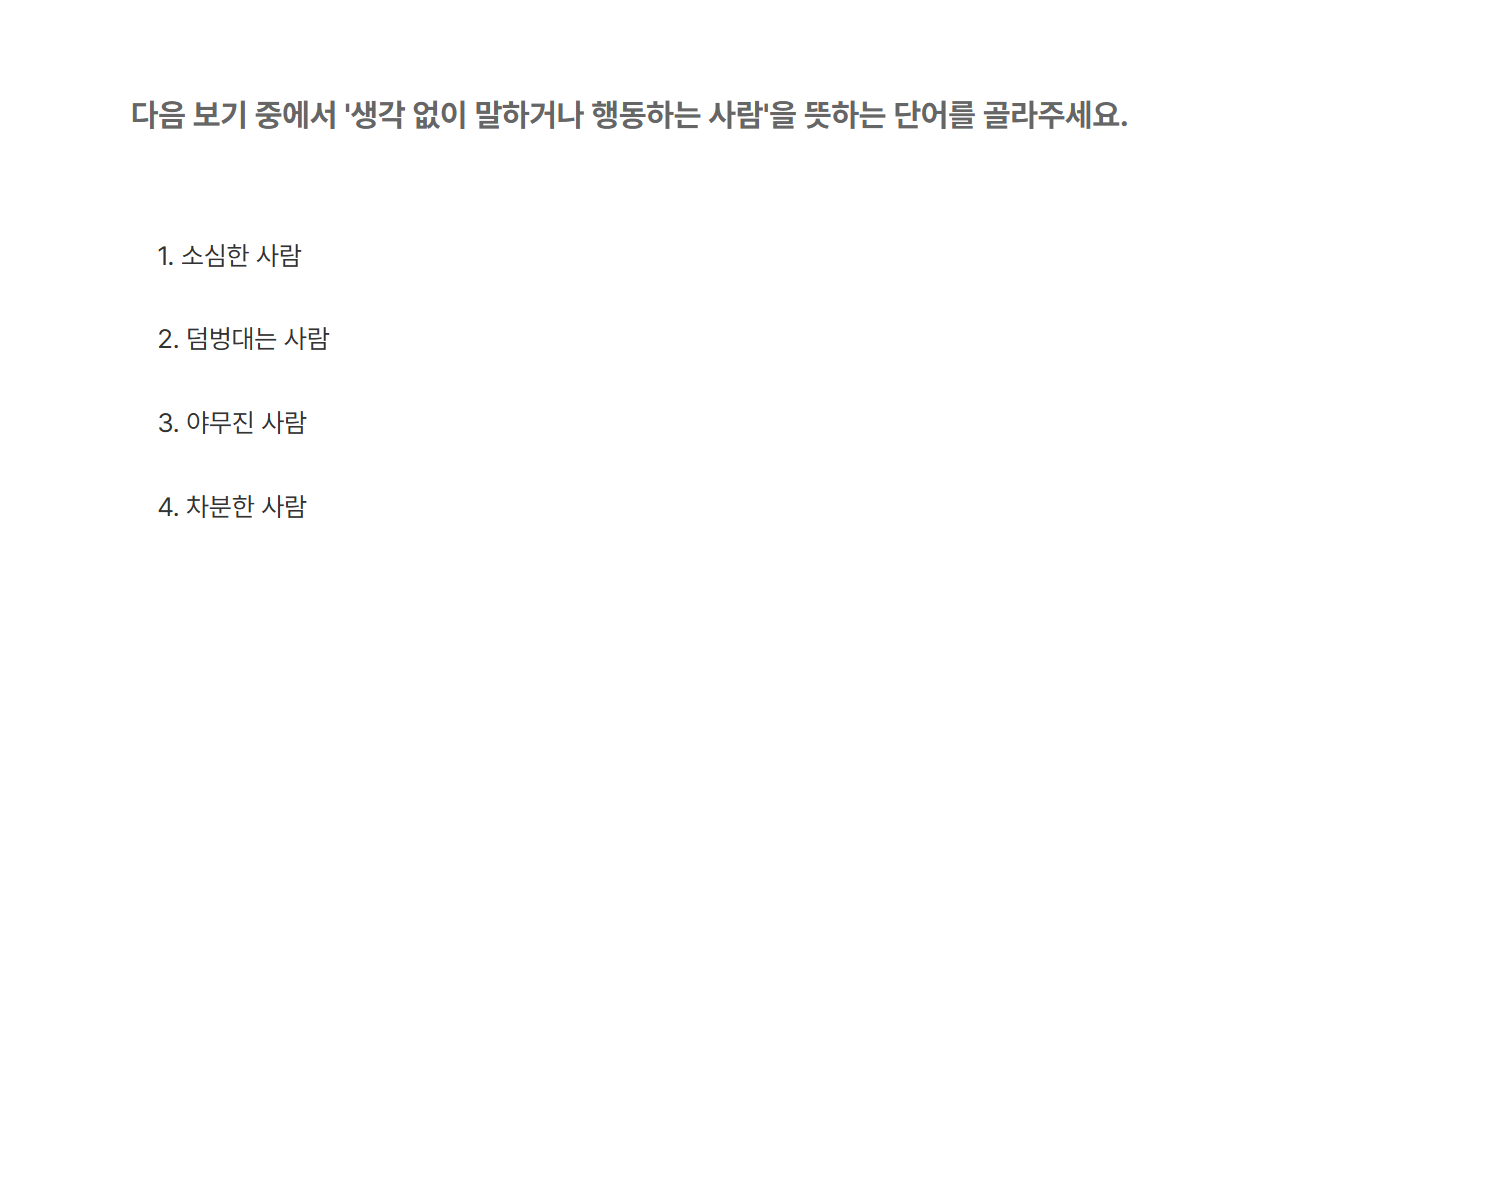 다음 보기 중에서 '생각 없이 말하거나 행동하는 사람'을 뜻하는 단어를 골라주세요.
1. 소심한 사람
2. 덤벙대는 사람
3. 야무진 사람
4. 차분한 사람